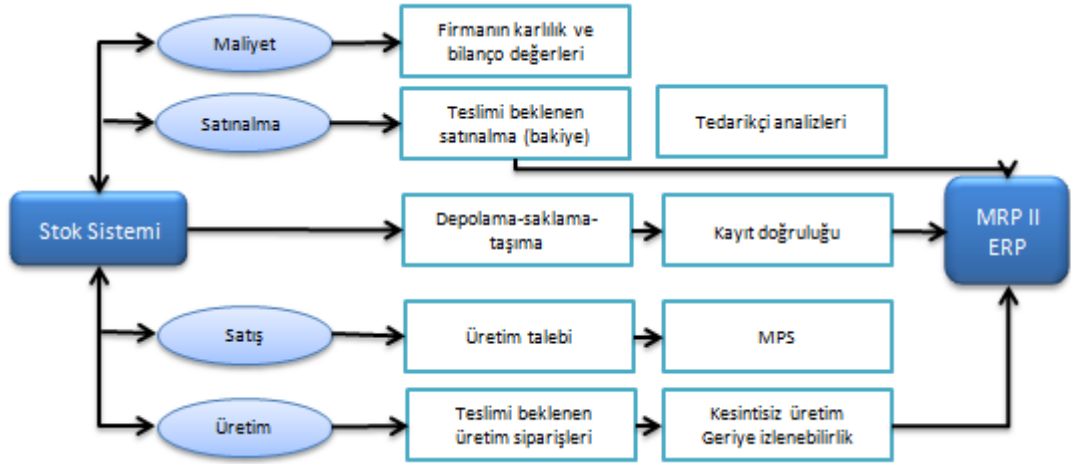 Maliyet
Firmanın karlılık ve
bilanço değerleri
Satınalma
Teslimi beklenen
satınalma (bakiye)
Tedarikçi analizleri
Stok Sistemi
Depolama-saklama-
taşıma
Kayıt doğruluğu
MRP II
ERP
Satış
Üretim talebi
MPS
Üretim
Teslimi beklenen
üretim siparişleri
Kesintisiz üretim
Geriye izlenebilirlik